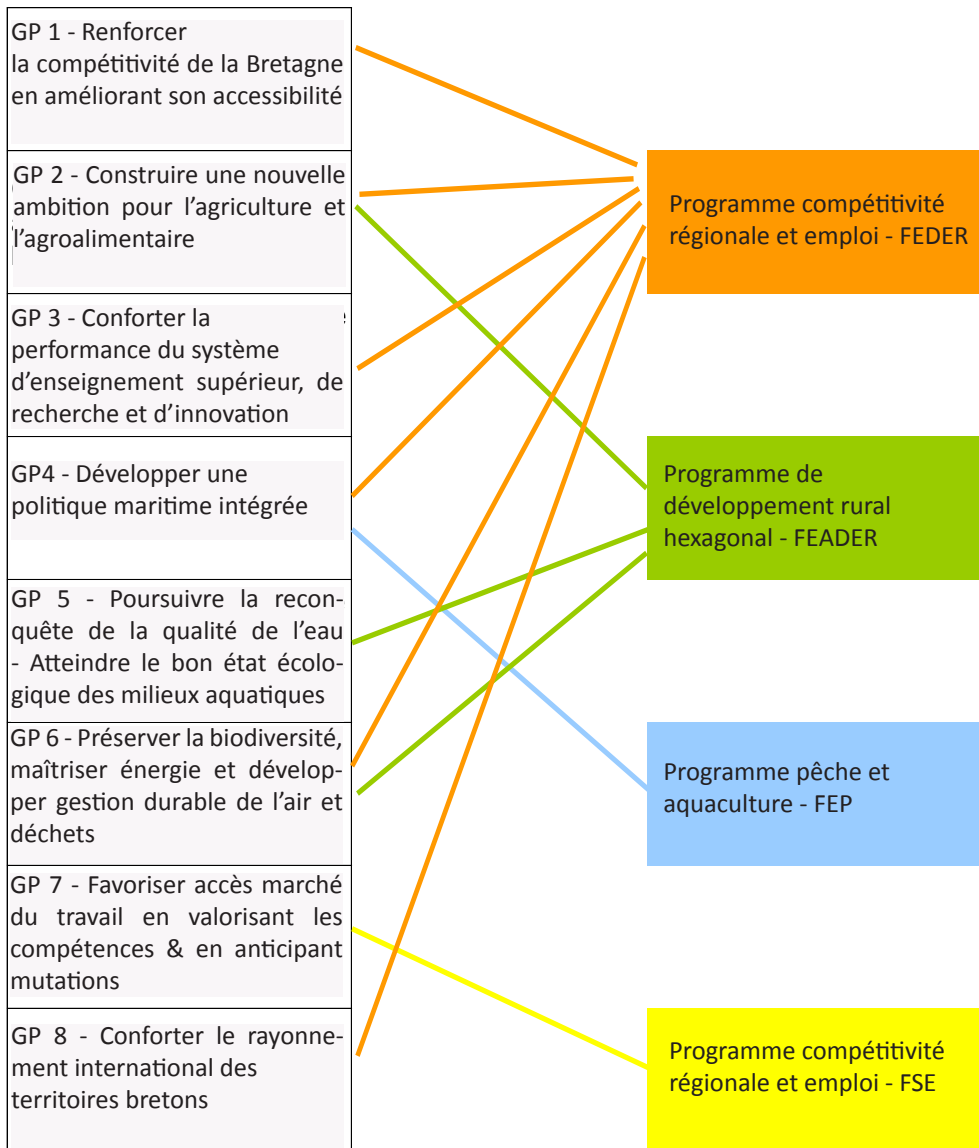 GP 1 - Renforcer
la compétitivité de la Bretagne
en améliorant son accessibilité
GP 2 - Construire une nouvelle
ambition pour l'agriculture et
l'agroalimentaire
GP 3 - Conforter la
performance du système
d'enseignement supérieur, de
recherche et d'innovation
GP4 - Développer une
politique maritime intégrée
GP 5 - Poursuivre la recon-
quête de la qualité de l'eau
- Atteindre le bon état écolo-
gique des milieux aquatiques
GP 6 - Préserver la biodiversité,
maîtriser énergie et dévelop-
per gestion durable de l'air et
déchets
GP 7 - Favoriser accès marché
du travail en valorisant les
compétences & en anticipant
mutations
GP 8 - Conforter le rayonne-
ment international des
territoires bretons
Programme compétitivité
régionale et emploi - FEDER
Programme de
développement rural
hexagonal - FEADER
Programme pêche et
aquaculture - FEP
Programme compétitivité
régionale et emploi - FSE